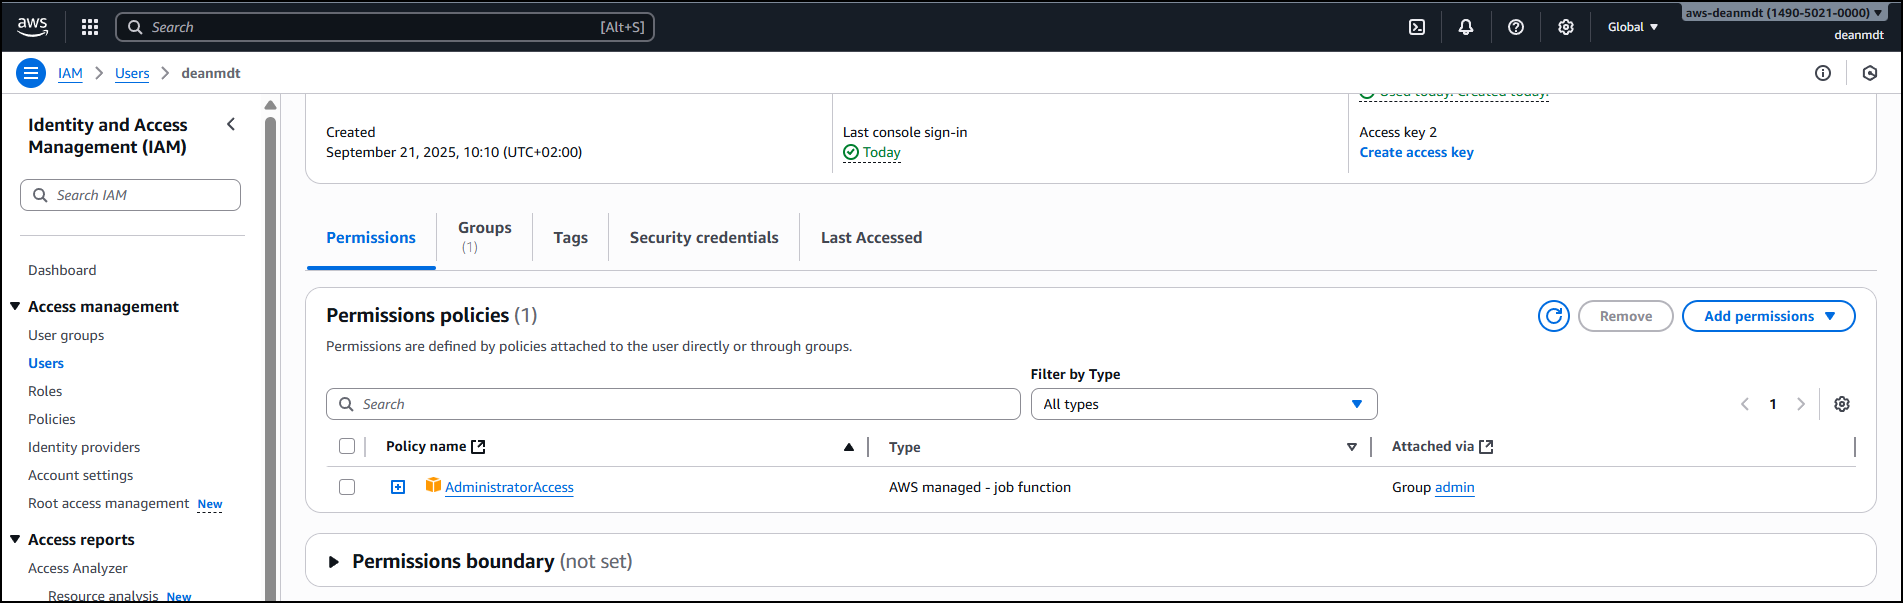 aws
Search [Alt+S]
Global
aws-deanmdt (1490-5021-0000)
deanmdt
IAM > Users > deanmdt
Identity and Access
Management (IAM)
Search IAM
Dashboard
Access management
User groups
Users
Roles
Policies
Identity providers
Account settings
Root access management New
Access reports
Access Analyzer
Resource analysis New
Used today. Created today.
Created
September 21, 2025, 10:10 (UTC+02:00)
Last console sign-in
Today
Access key 2
Create access key
Permissions
Groups
(1)
Tags
Security credentials
Last Accessed
Permissions policies (1)
Remove
Add permissions
Permissions are defined by policies attached to the user directly or through groups.
Filter by Type
Search
All types
1
Policy name
Type
Attached via
AdministratorAccess
AWS managed - job function
Group admin
Permissions boundary (not set)